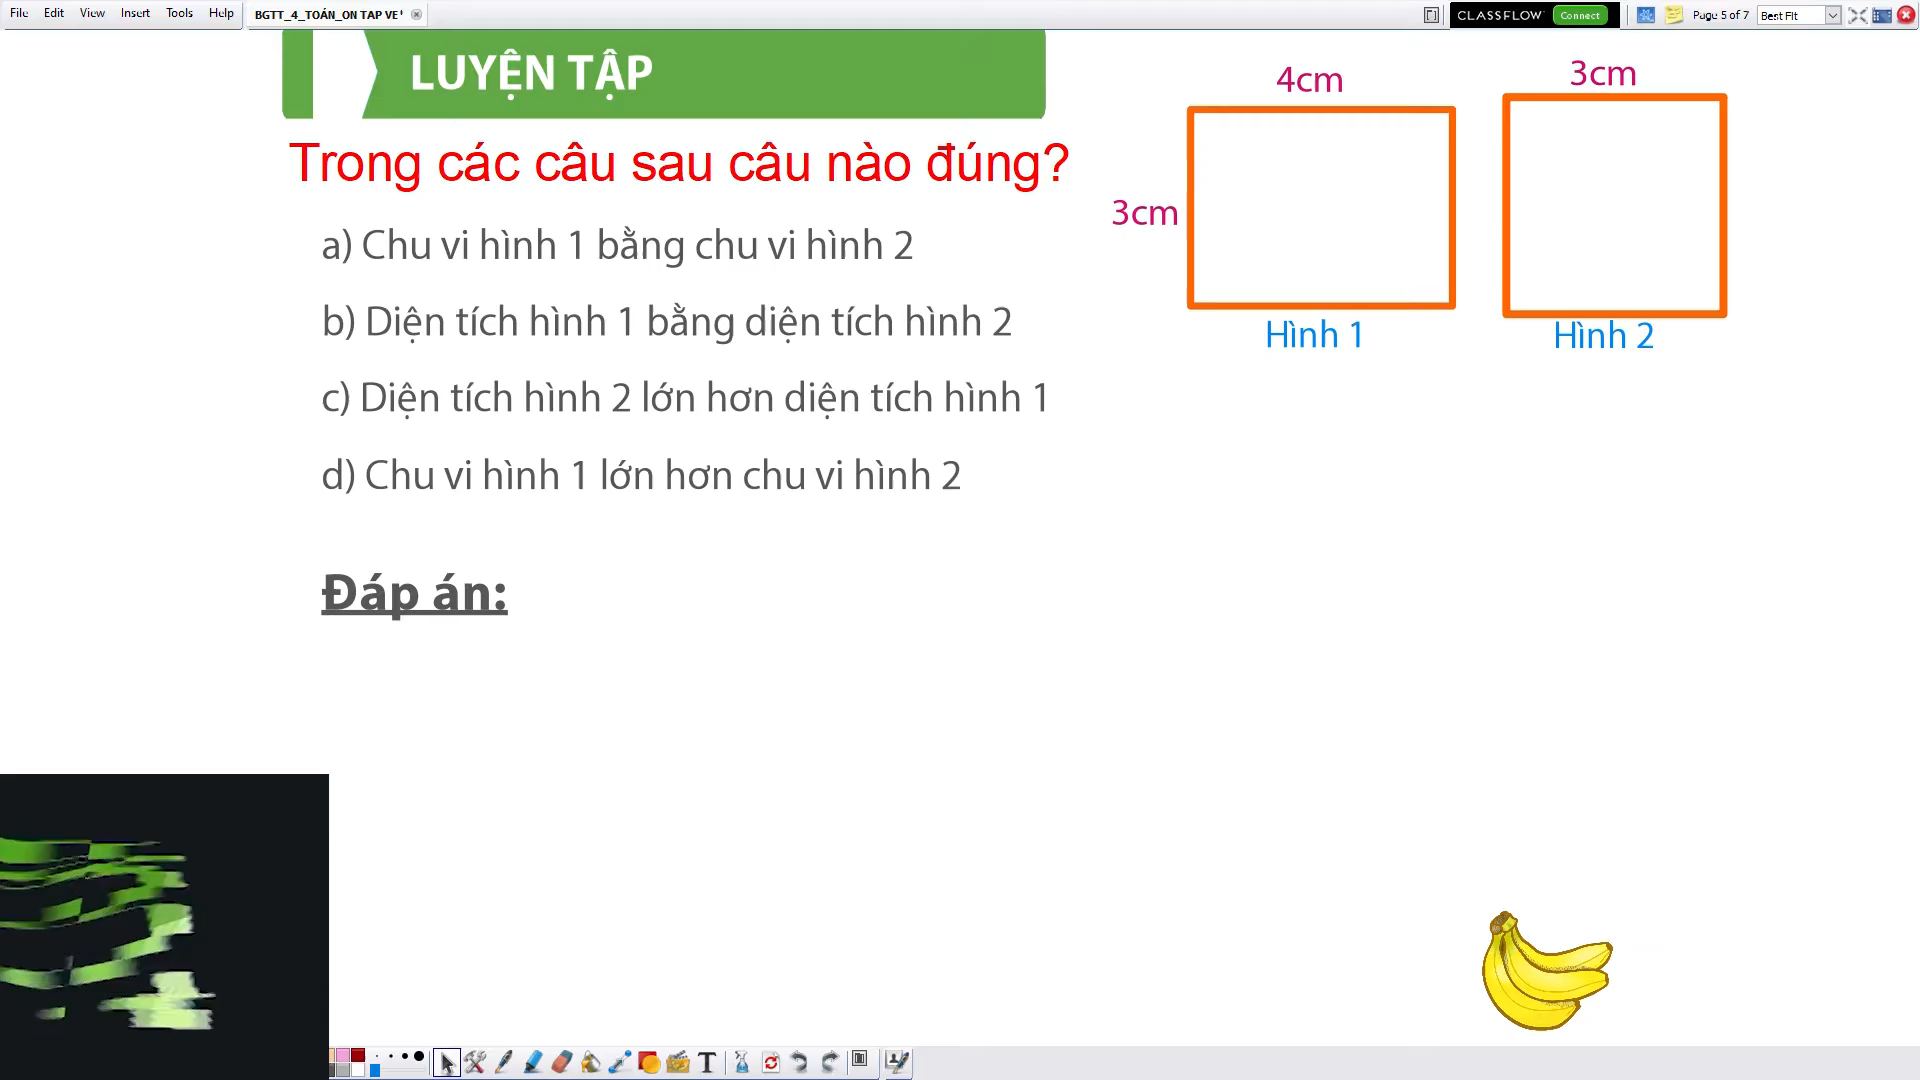 File Edit View Insert Tools Help
BGTT_4_TOÁN_ON TAP VE*
CLASSFLOW Connect
Page 5 of 7
Best Fit
LUYỆN TẬP
Trong các câu sau câu nào đúng?
a) Chu vi hình 1 bằng chu vi hình 2
b) Diện tích hình 1 bằng diện tích hình 2
c) Diện tích hình 2 lớn hơn diện tích hình 1
d) Chu vi hình 1 lớn hơn chu vi hình 2
Đáp án:
4cm
3cm
Hình 1
3cm
Hình 2
T